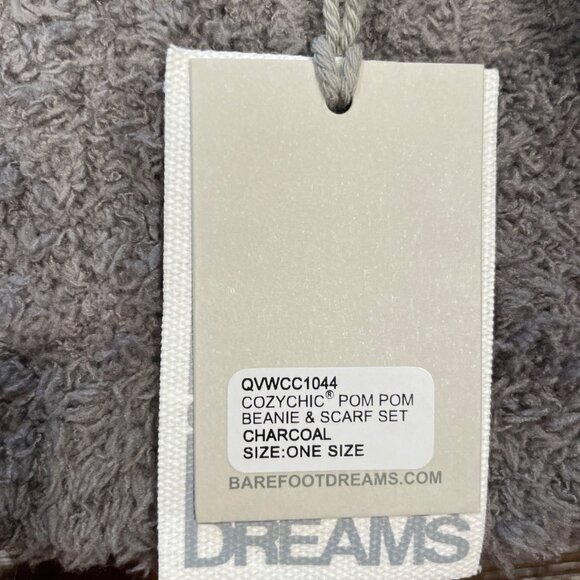 QVWCC1044
COZYCHIC® POM POM
BEANIE & SCARF SET
CHARCOAL
SIZE:ONE SIZE
BAREFOOTDREAMS.COM
DREAMS